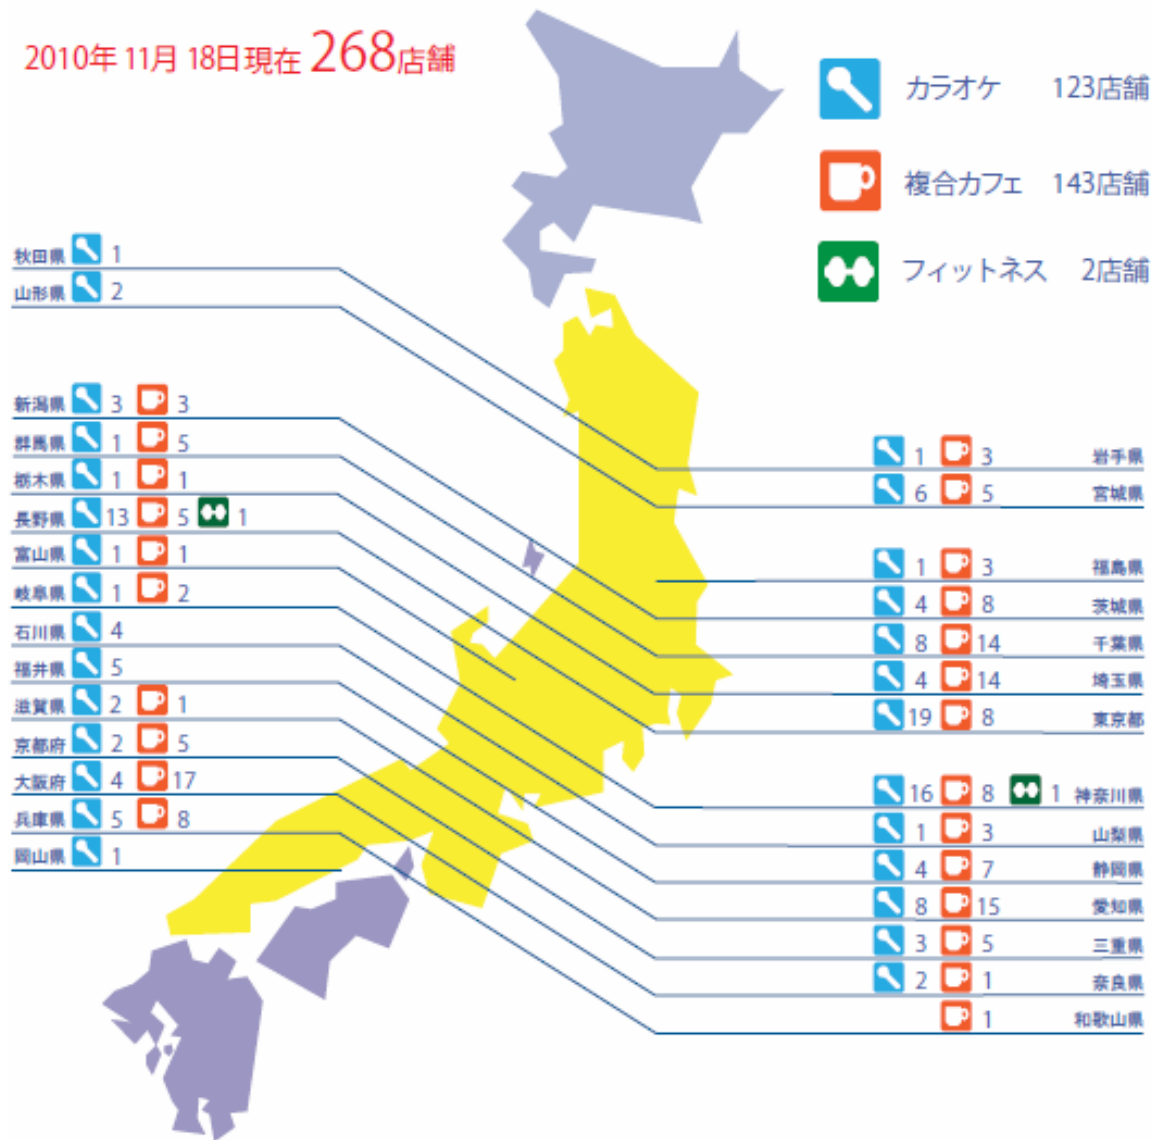 2010年 11月 18日現在 268店舗
カラオケ 123店舗
複合カフェ 143店舗
フィットネス 2店舗
秋田県 1
山形県 2
新潟県 3 3
群馬県 1 5
栃木県 1 1
長野県 13 5 1
富山県 1 1
岐阜県 1 2
石川県 4
福井県 5
滋賀県 2 1
京都府 2 5
大阪府 4 17
兵庫県 5 8
岡山県 1
1 3 岩手県
6 5 宮城県
1 3 福島県
4 8 茨城県
8 14 千葉県
4 14 埼玉県
19 8 東京都
16 8 1 神奈川県
1 3 山梨県
4 7 静岡県
8 15 愛知県
3 5 三重県
2 1 奈良県
1 和歌山県